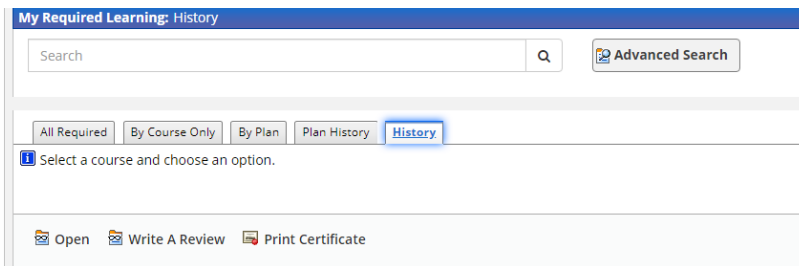 My Required Learning: History
Search
Advanced Search
All Required By Course Only By Plan Plan History History
i Select a course and choose an option.
Open Write A Review Print Certificate